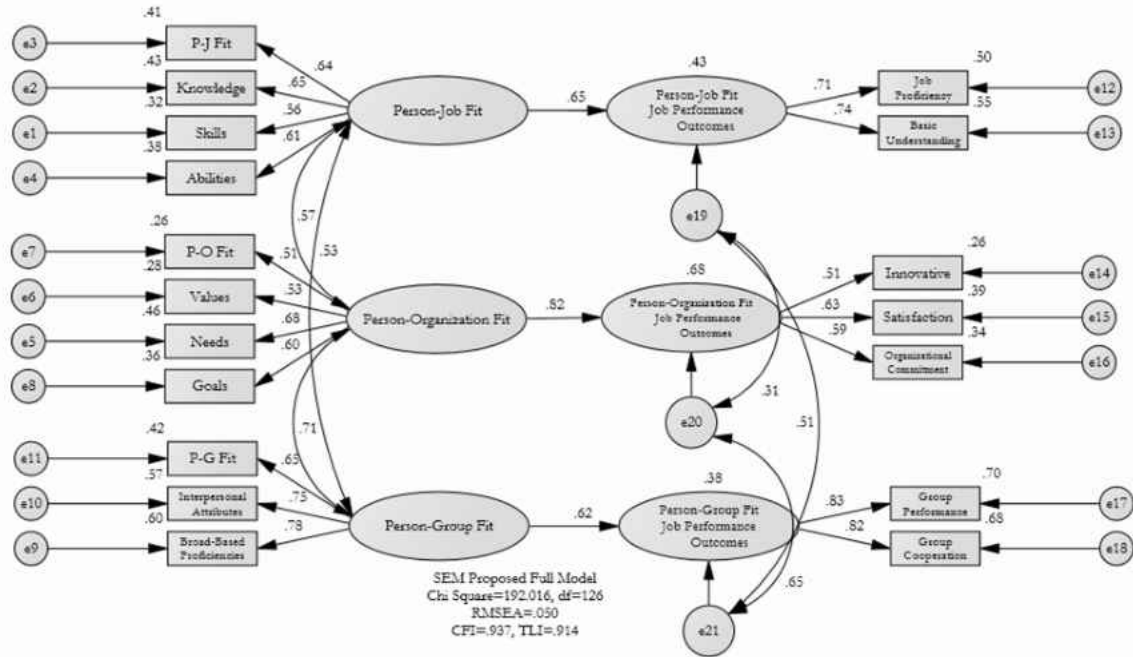 .41
e3
P-J Fit
.64
.43
e2
Knowledge
.65
.32
e1
Skills
.56
.38
e4
Abilities
.61
Person-Job Fit
.65
.43
Person-Job Fit
Job Performance
Outcomes
.71
.74
.50
Job
Proficiency
e12
.55
Basic
Understanding
e13
e19
.57
.53
.26
e7
P-O Fit
.51
.28
e6
Values
.53
.46
e5
Needs
.68
.36
e8
Goals
.60
Person-Organization Fit
.82
.68
Person-Organization Fit
Job Performance
Outcomes
.51
.63
.59
.26
Innovative
e14
.39
Satisfaction
e15
.34
Organizational
Commitment
e16
e20
.31
.51
.71
.42
e11
P-G Fit
.65
.57
e10
Interpersonal
Attributes
.75
.60
e9
Broad-Based
Proficiencies
.78
Person-Group Fit
.62
.38
Person-Group Fit
Job Performance
Outcomes
.83
.82
.70
Group
Performance
e17
.68
Group
Cooperation
e18
.65
e21
SEM Proposed Full Model
Chi Square=192.016, df=126
RMSEA=.050
CFI=.937, TLI=.914